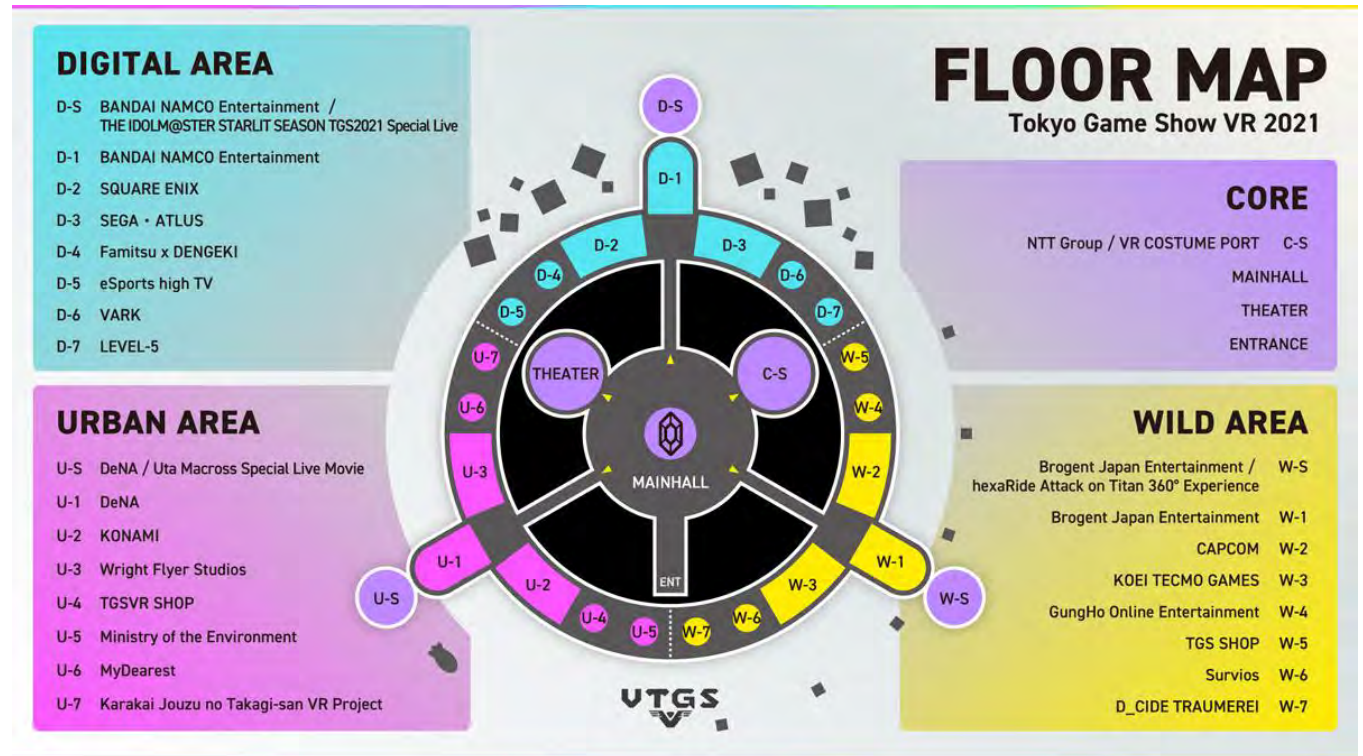 FLOOR MAP
Tokyo Game Show VR 2021
DIGITAL AREA
D-S BANDAI NAMCO Entertainment /
THE IDOLM@STER STARLIT SEASON TGS2021 Special Live
D-1 BANDAI NAMCO Entertainment
D-2 SQUARE ENIX
D-3 SEGA・ATLUS
D-4 Famitsu x DENGEKI
D-5 eSports high TV
D-6 VARK
D-7 LEVEL-5
URBAN AREA
U-S DeNA / Uta Macross Special Live Movie
U-1 DeNA
U-2 KONAMI
U-3 Wright Flyer Studios
U-4 TGSVR SHOP
U-5 Ministry of the Environment
U-6 MyDearest
U-7 Karakai Jouzu no Takagi-san VR Project
D-S
D-1
D-2
D-3
D-4
D-6
D-5
D-7
U-7
W-5
THEATER
C-S
U-6
W-4
U-3
MAINHALL
W-2
U-1
ENT
W-1
U-2
W-3
U-S
W-S
U-4
W-6
U-5
W-7
VTGS
CORE
NTT Group / VR COSTUME PORT C-S
MAINHALL
THEATER
ENTRANCE
WILD AREA
Brogent Japan Entertainment / W-S
hexaRide Attack on Titan 360° Experience
Brogent Japan Entertainment W-1
CAPCOM W-2
KOEI TECMO GAMES W-3
GungHo Online Entertainment W-4
TGS SHOP W-5
Survios W-6
D_CIDE TRAUMEREI W-7